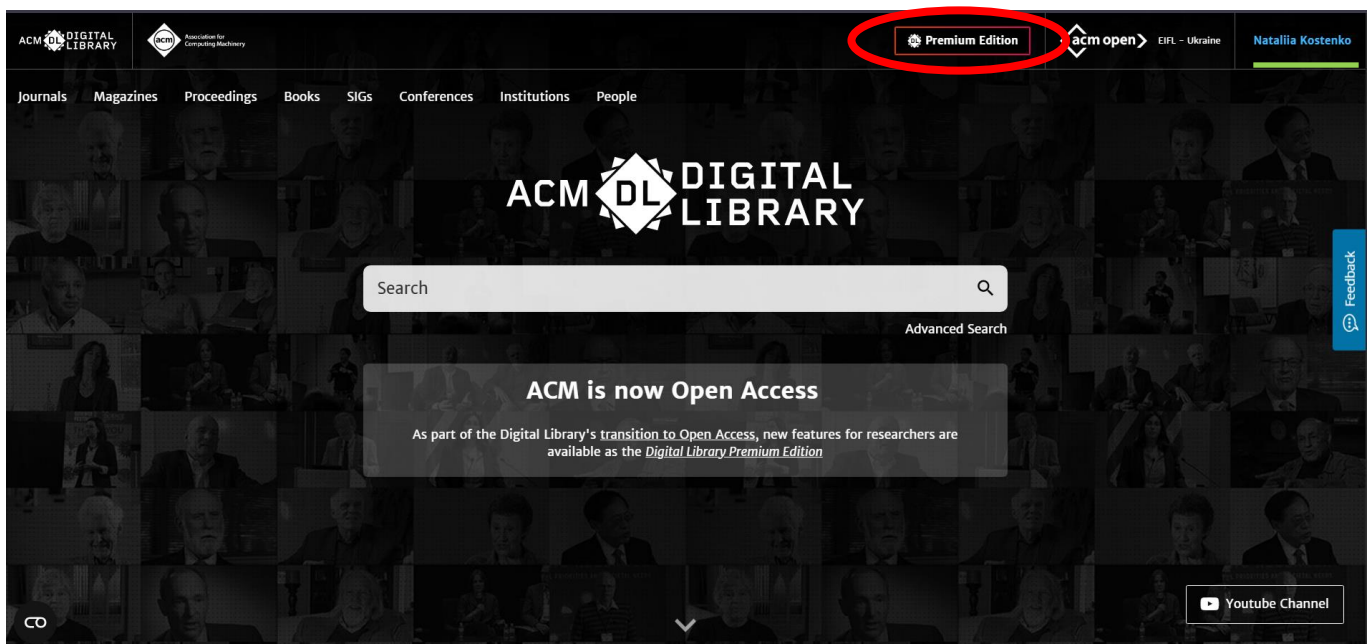 ACM DL DIGITAL LIBRARY
acm Association for Computing Machinery
DL Premium Edition
acm open
EIFL - Ukraine
Nataliia Kostenko
Journals Magazines Proceedings Books SIGs Conferences Institutions People
ACM DL DIGITAL
LIBRARY
Search
Advanced Search
Feedback
ACM is now Open Access
As part of the Digital Library's transition to Open Access, new features for researchers are
available as the Digital Library Premium Edition
Youtube Channel